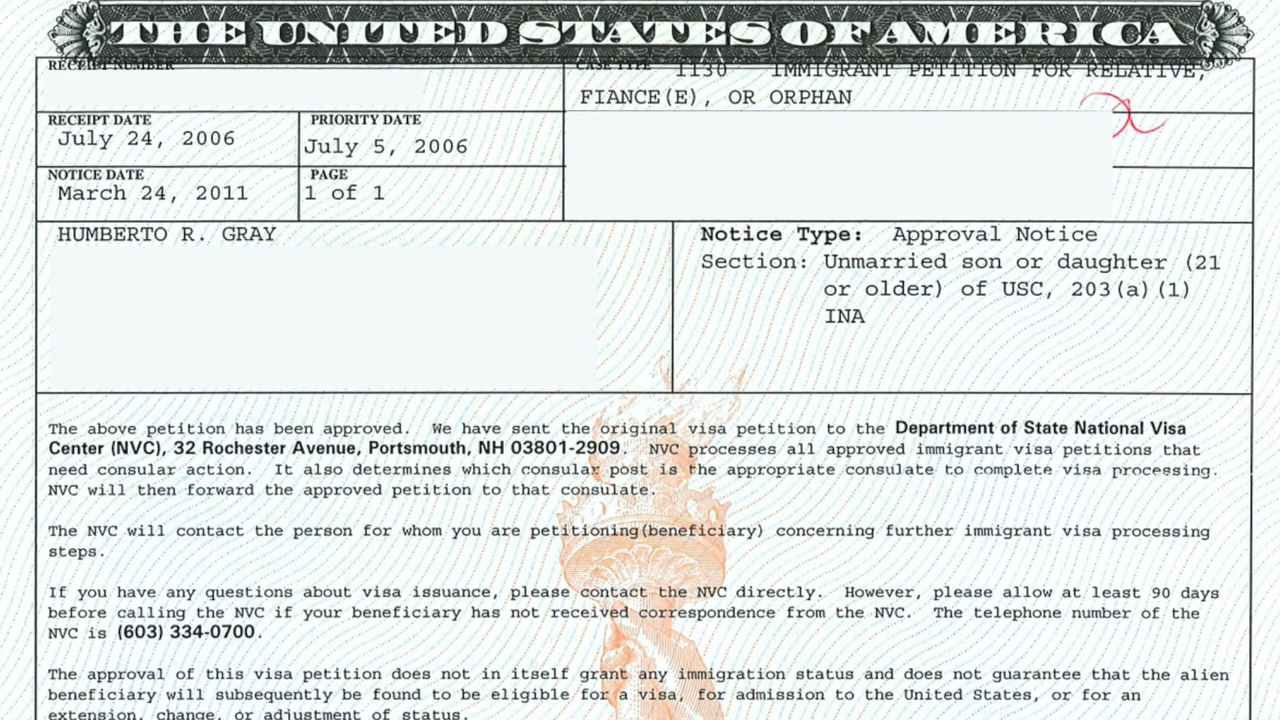 THE UNITED STATES OF AMERICA
RECEIPT NUMBER
CASE TYPE I130 IMMIGRANT PETITION FOR RELATIVE,
FIANCE(E), OR ORPHAN
RECEIPT DATE
July 24, 2006
PRIORITY DATE
July 5, 2006
NOTICE DATE
March 24, 2011
PAGE
1 of 1
HUMBERTO R. GRAY
Notice Type: Approval Notice
Section: Unmarried son or daughter (21
or older) of USC, 203(a)(1)
INA
The above petition has been approved. We have sent the original visa petition to the Department of State National Visa
Center (NVC), 32 Rochester Avenue, Portsmouth, NH 03801-2909. NVC processes all approved immigrant visa petitions that
need consular action. It also determines which consular post is the appropriate consulate to complete visa processing.
NVC will then forward the approved petition to that consulate.
The NVC will contact the person for whom you are petitioning(beneficiary) concerning further immigrant visa processing
steps.
If you have any questions about visa issuance, please contact the NVC directly. However, please allow at least 90 days
before calling the NVC if your beneficiary has not received correspondence from the NVC. The telephone number of the
NVC is (603) 334-0700.
The approval of this visa petition does not in itself grant any immigration status and does not guarantee that the alien
beneficiary will subsequently be found to be eligible for a visa, for admission to the United States, or for an
extension, change, or adjustment of status.